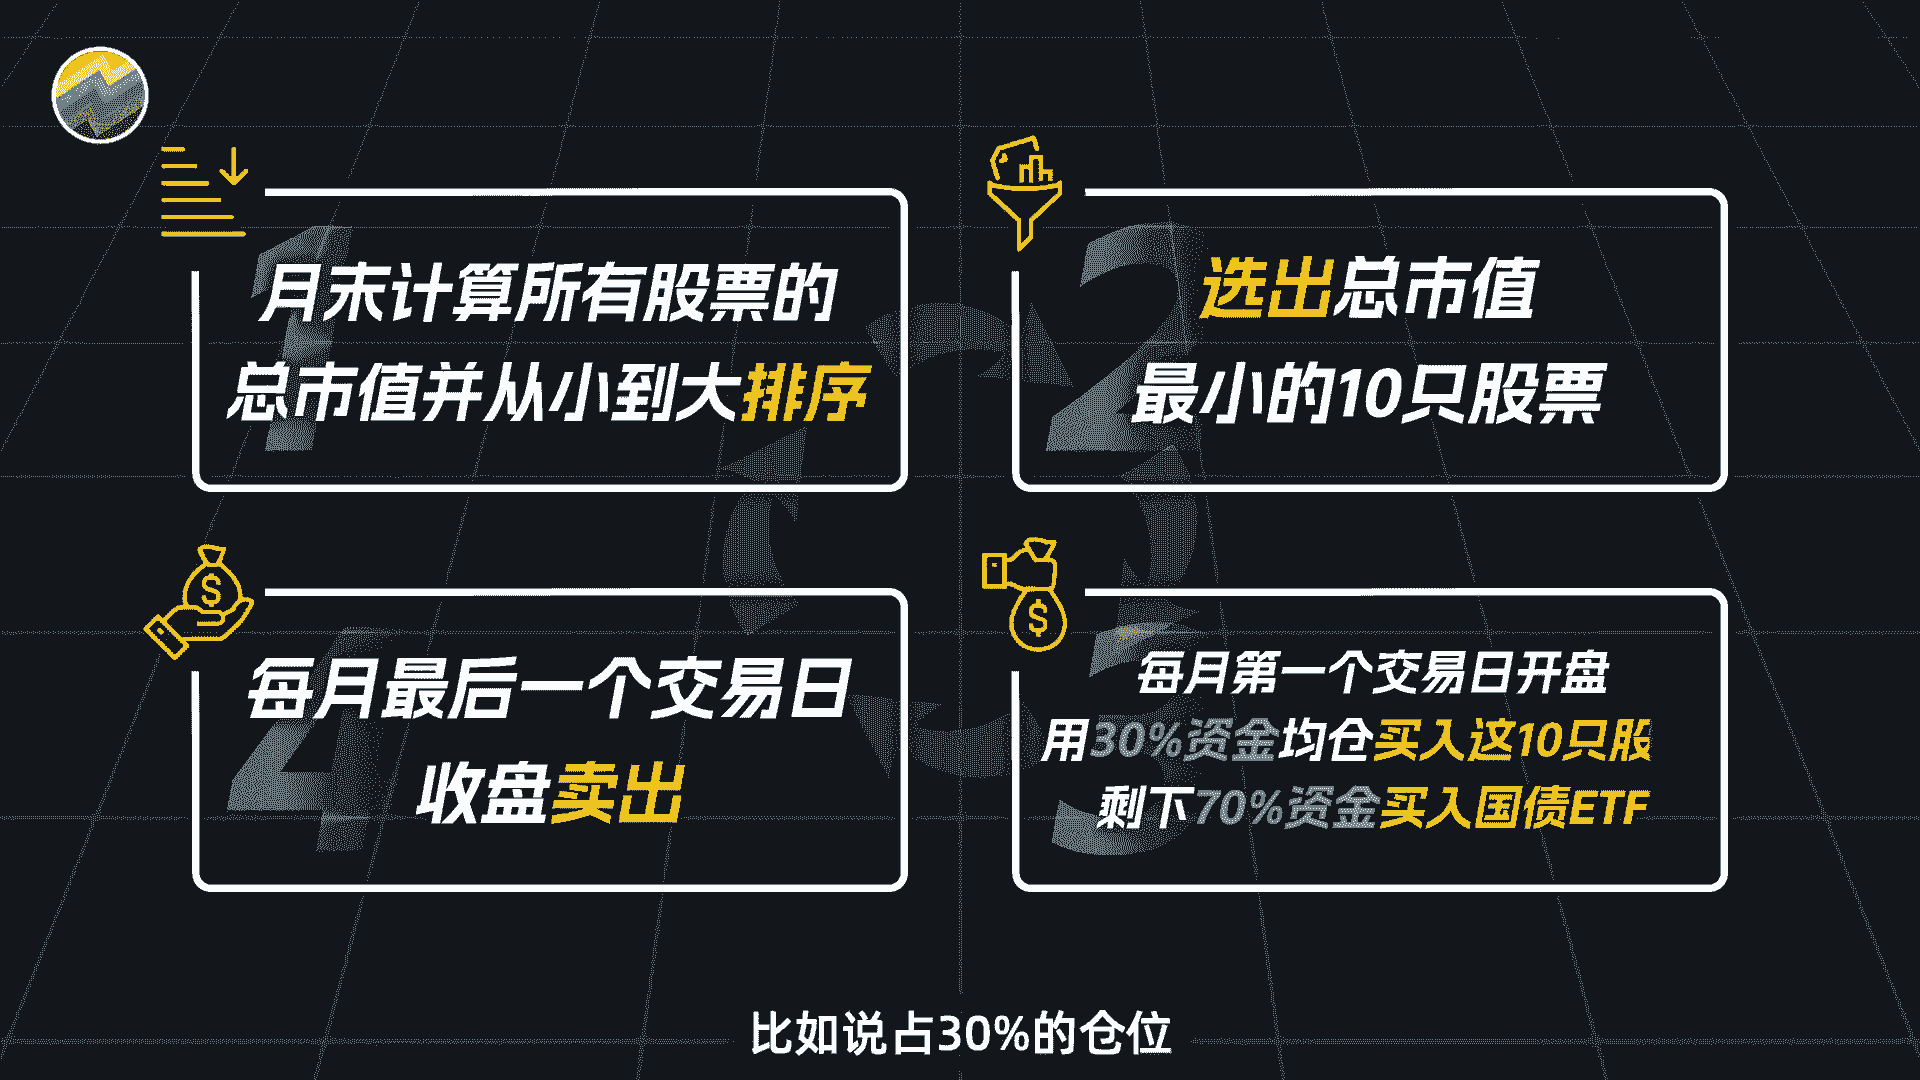 1
月末计算所有股票的
总市值并从小到大排序
2
选出总市值
最小的10只股票
3
每月第一个交易日开盘
用30%资金均仓买入这10只股
剩下70%资金买入国债ETF
4
每月最后一个交易日
收盘卖出
比如说占30%的仓位